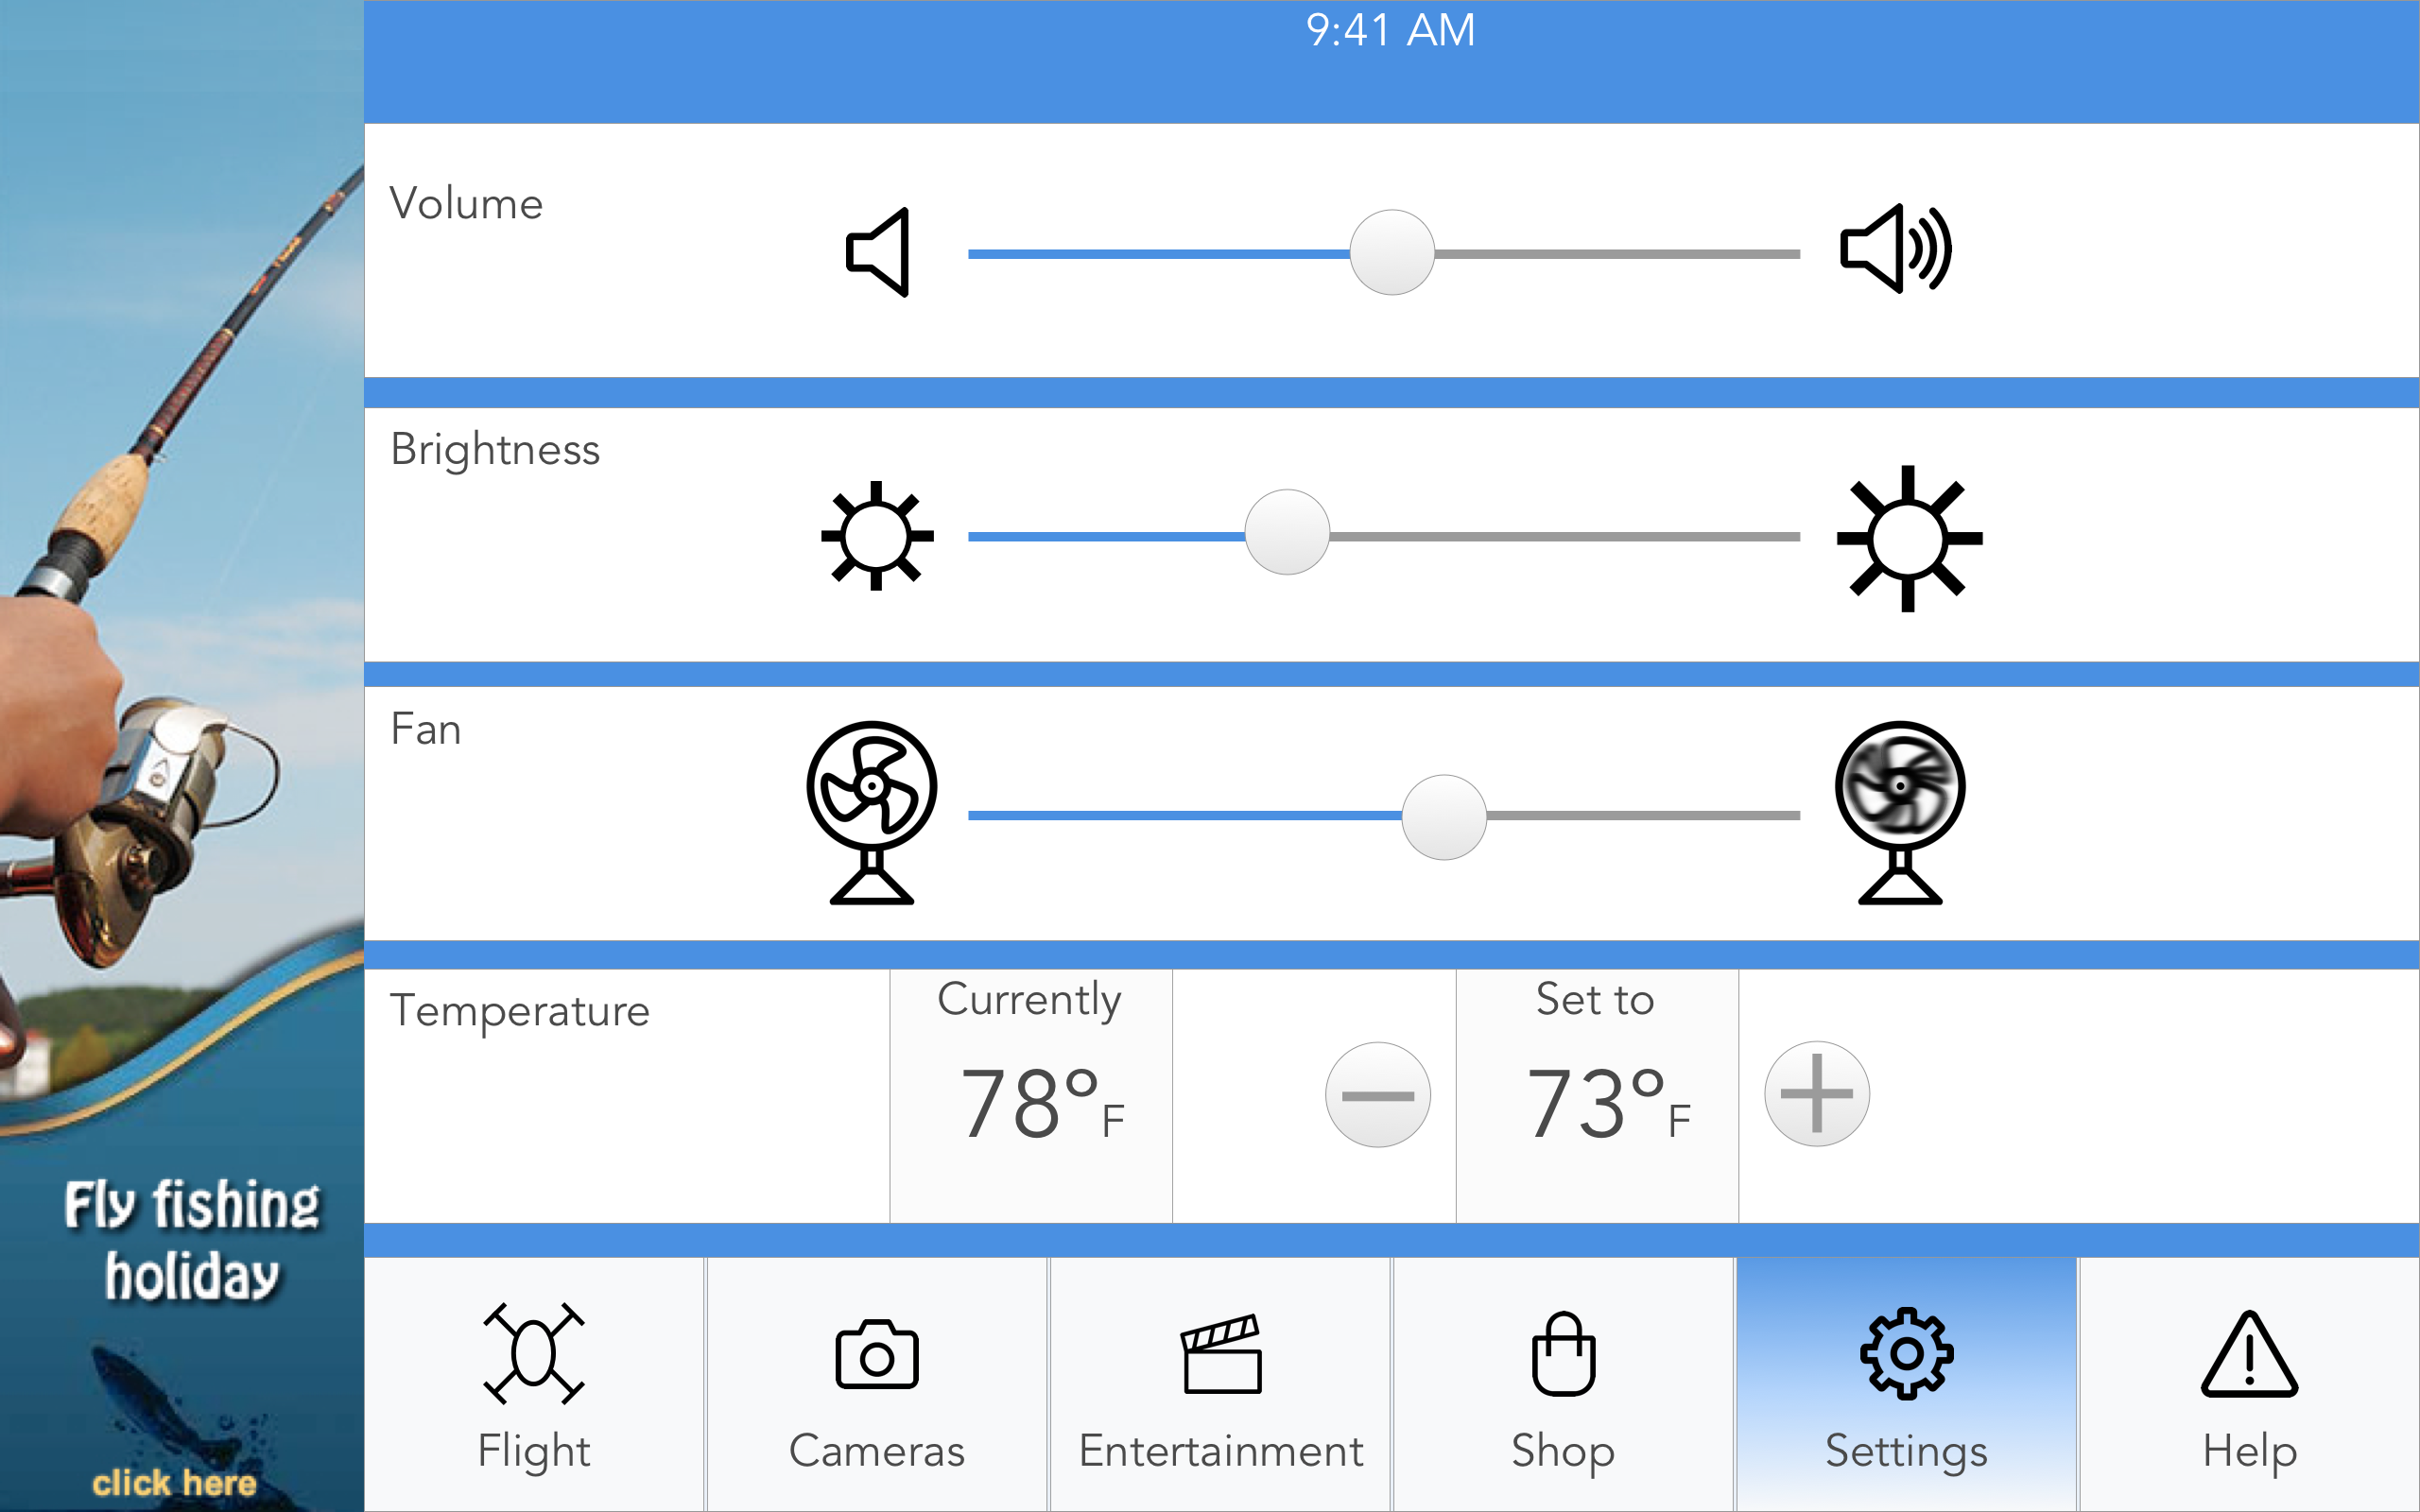 9:41 AM
Volume
Brightness
Fan
Temperature
Currently
78°F
Set to
73°F
Fly fishing
holiday
click here
Flight
Cameras
Entertainment
Shop
Settings
Help